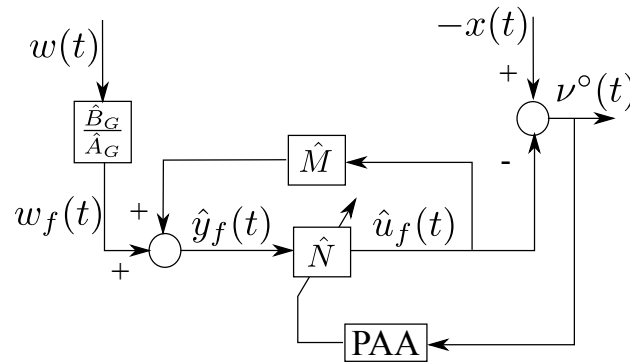 w(t)
-x(t)
+
ν°(t)
B̂_G
Â_G
M̂
-
w_f(t)
+
ŷ_f(t)
N̂
û_f(t)
+
PAA